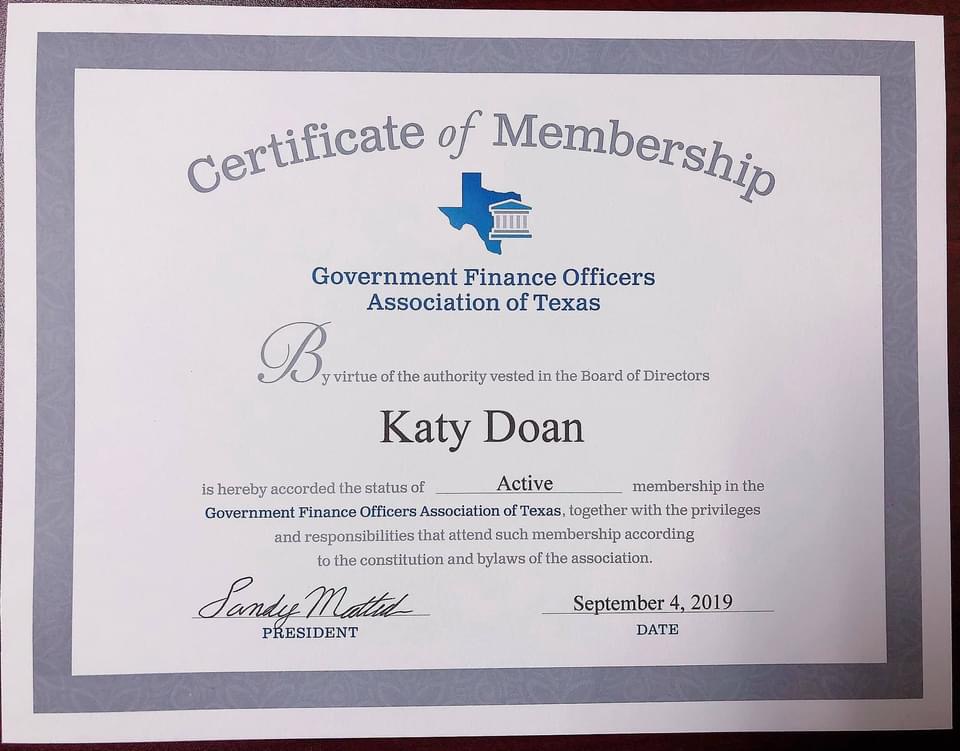 Certificate of Membership
Government Finance Officers
Association of Texas
By virtue of the authority vested in the Board of Directors
Katy Doan
is hereby accorded the status of Active membership in the
Government Finance Officers Association of Texas, together with the privileges
and responsibilities that attend such membership according
to the constitution and bylaws of the association.
Sandy September 4, 2019
PRESIDENT DATE